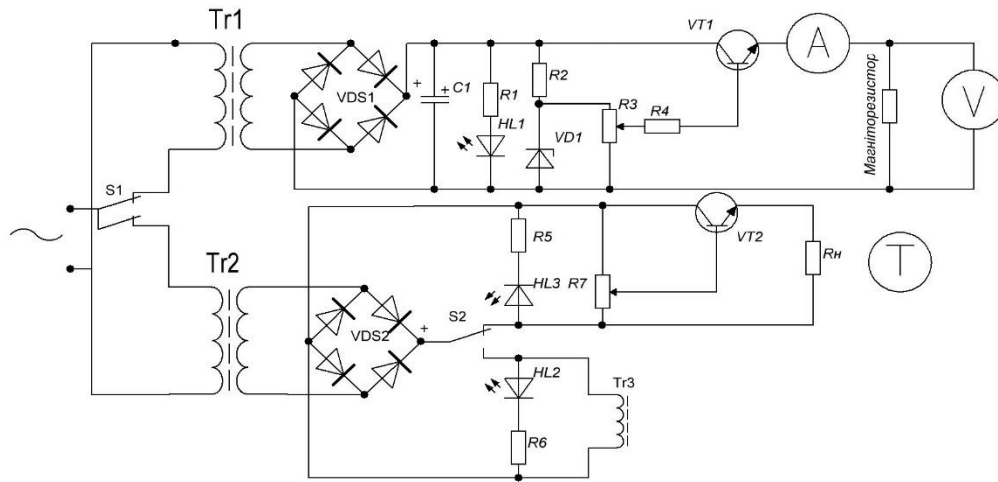 Tr1
VDS1
+
+
C1
R1
HL1
R2
VD1
R3
R4
VT1
A
Магніторезистор
V
S1
Tr2
VDS2
+
S2
R5
HL3
R7
VT2
Rн
T
HL2
R6
Tr3